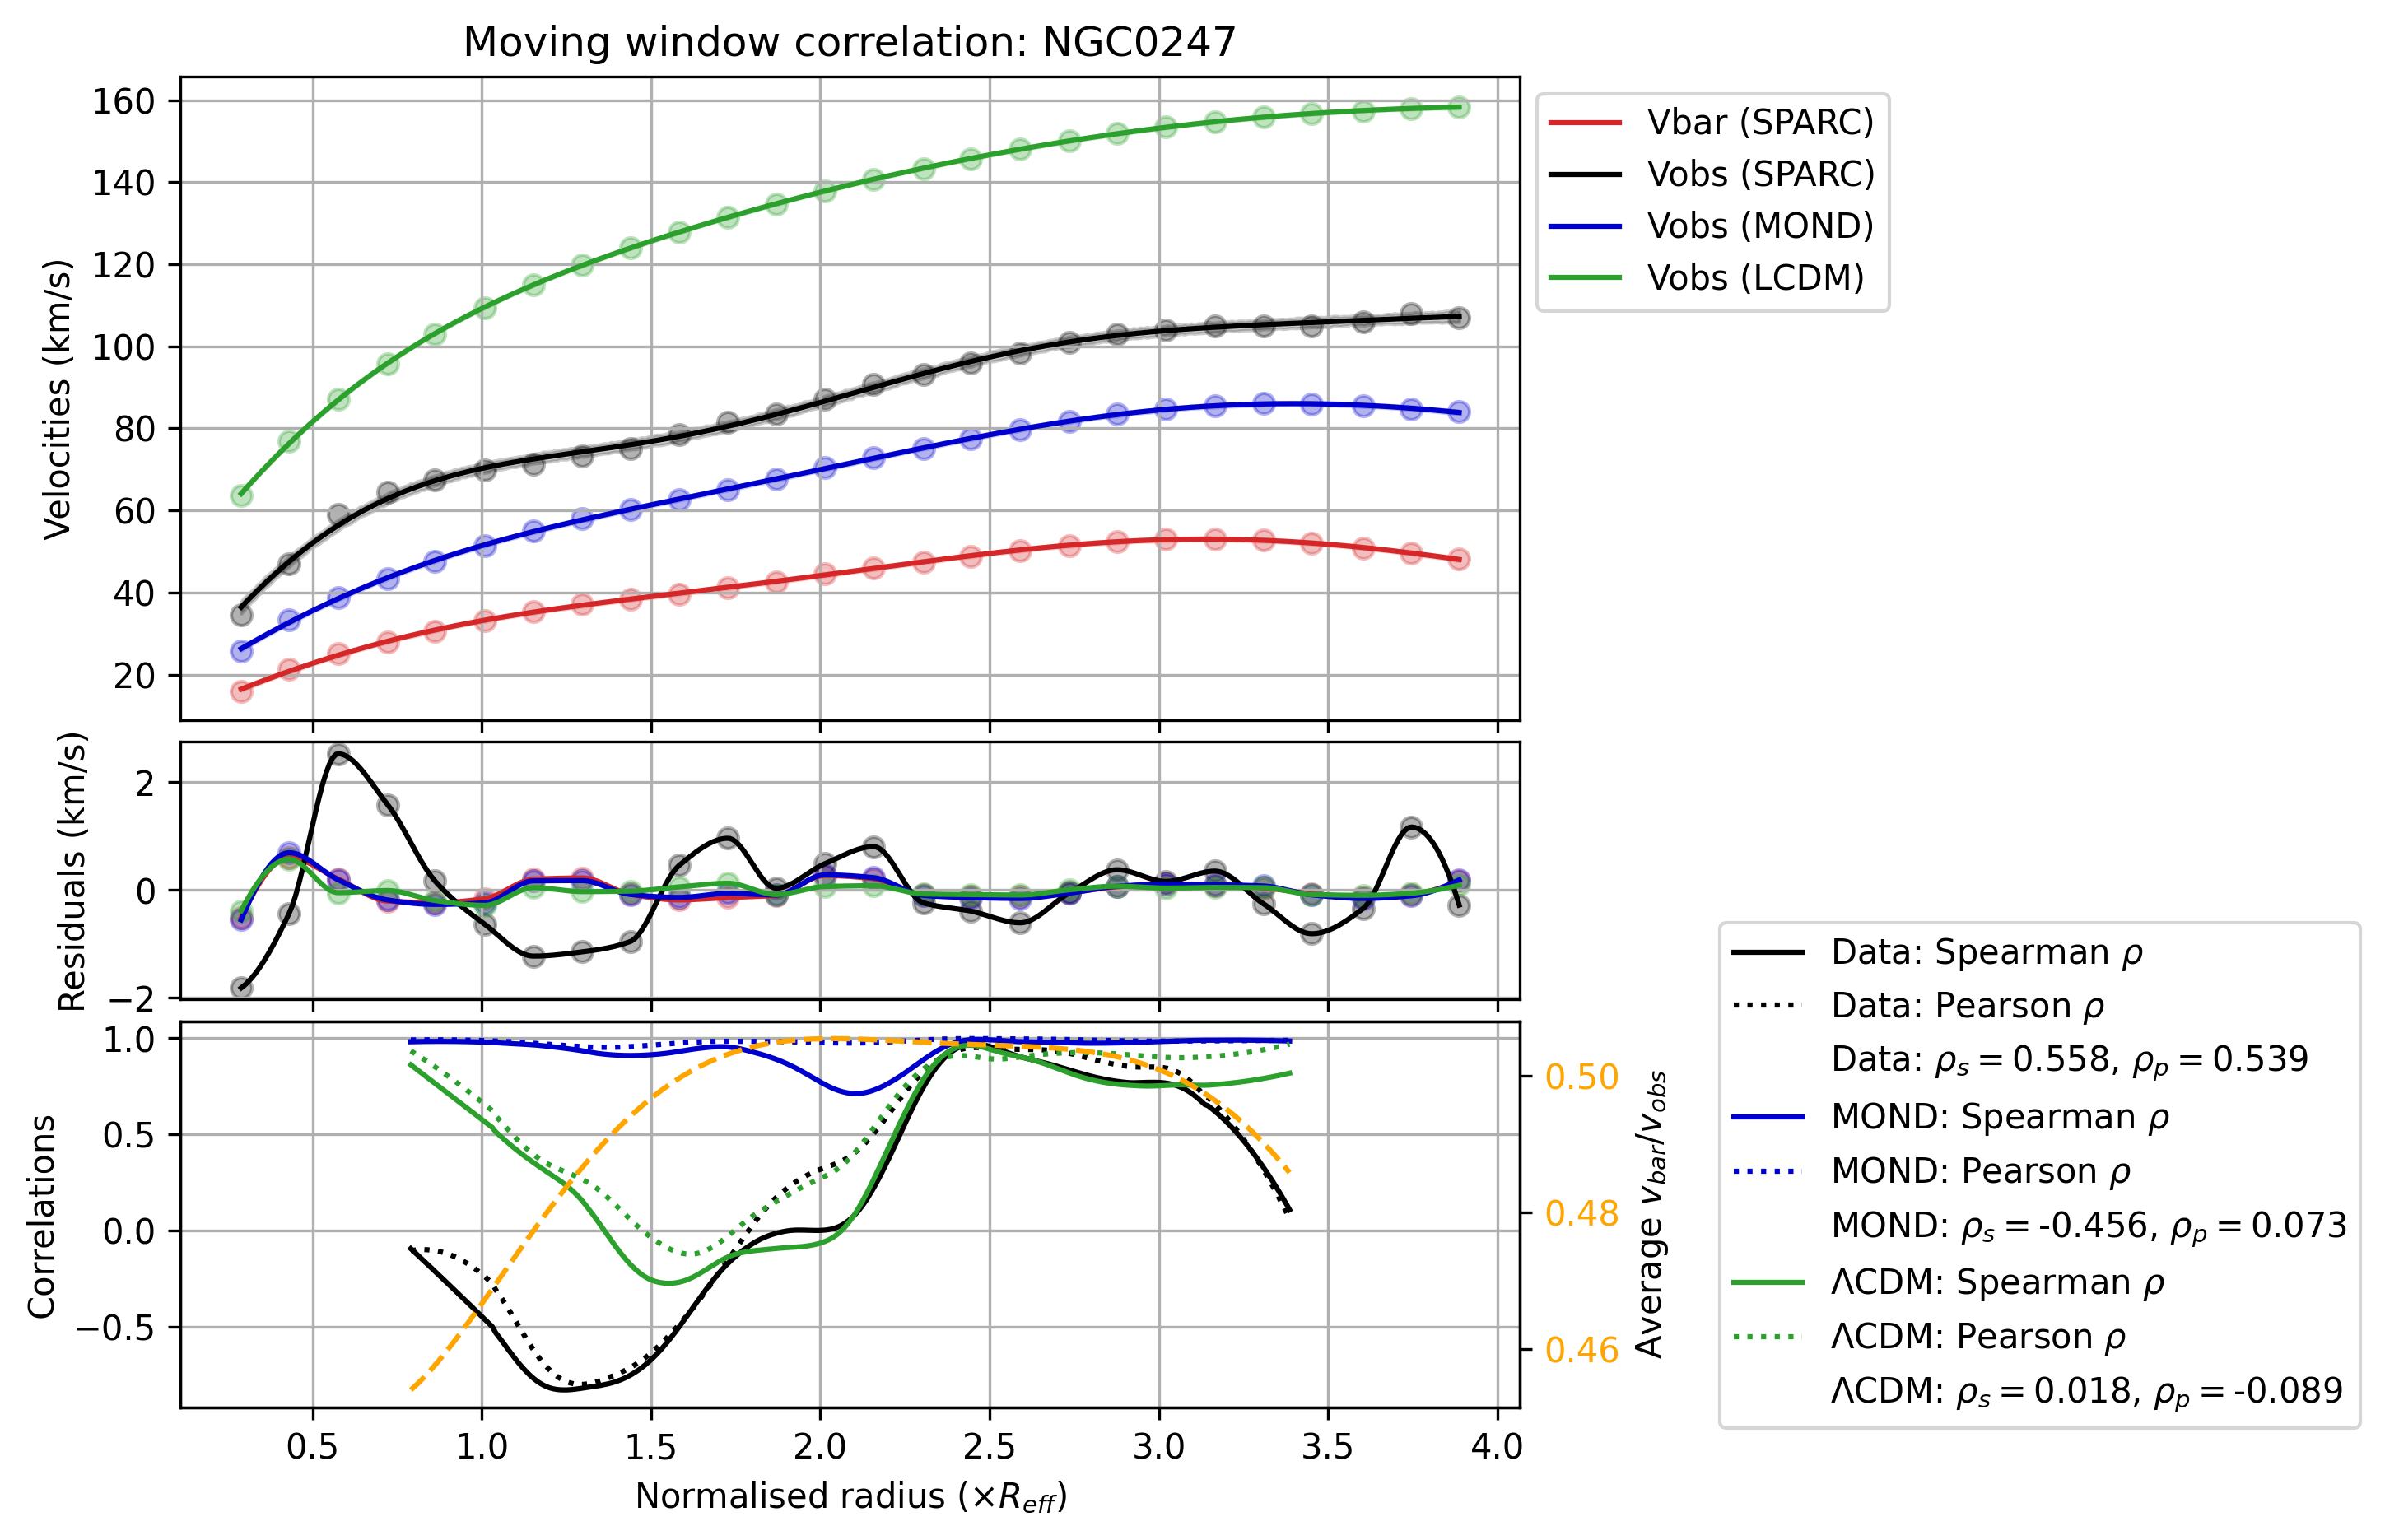 Moving window correlation: NGC0247
Velocities (km/s)
160
140
120
100
80
60
40
20
Vbar (SPARC)
Vobs (SPARC)
Vobs (MOND)
Vobs (LCDM)
Residuals (km/s)
2
0
−2
Correlations
1.0
0.5
0.0
−0.5
0.50
0.48
0.46
Average v_bar/v_obs
0.5 1.0 1.5 2.0 2.5 3.0 3.5 4.0
Normalised radius (×R_eff)
Data: Spearman ρ
Data: Pearson ρ
Data: ρ_s = 0.558, ρ_p = 0.539
MOND: Spearman ρ
MOND: Pearson ρ
MOND: ρ_s = -0.456, ρ_p = 0.073
ΛCDM: Spearman ρ
ΛCDM: Pearson ρ
ΛCDM: ρ_s = 0.018, ρ_p = -0.089